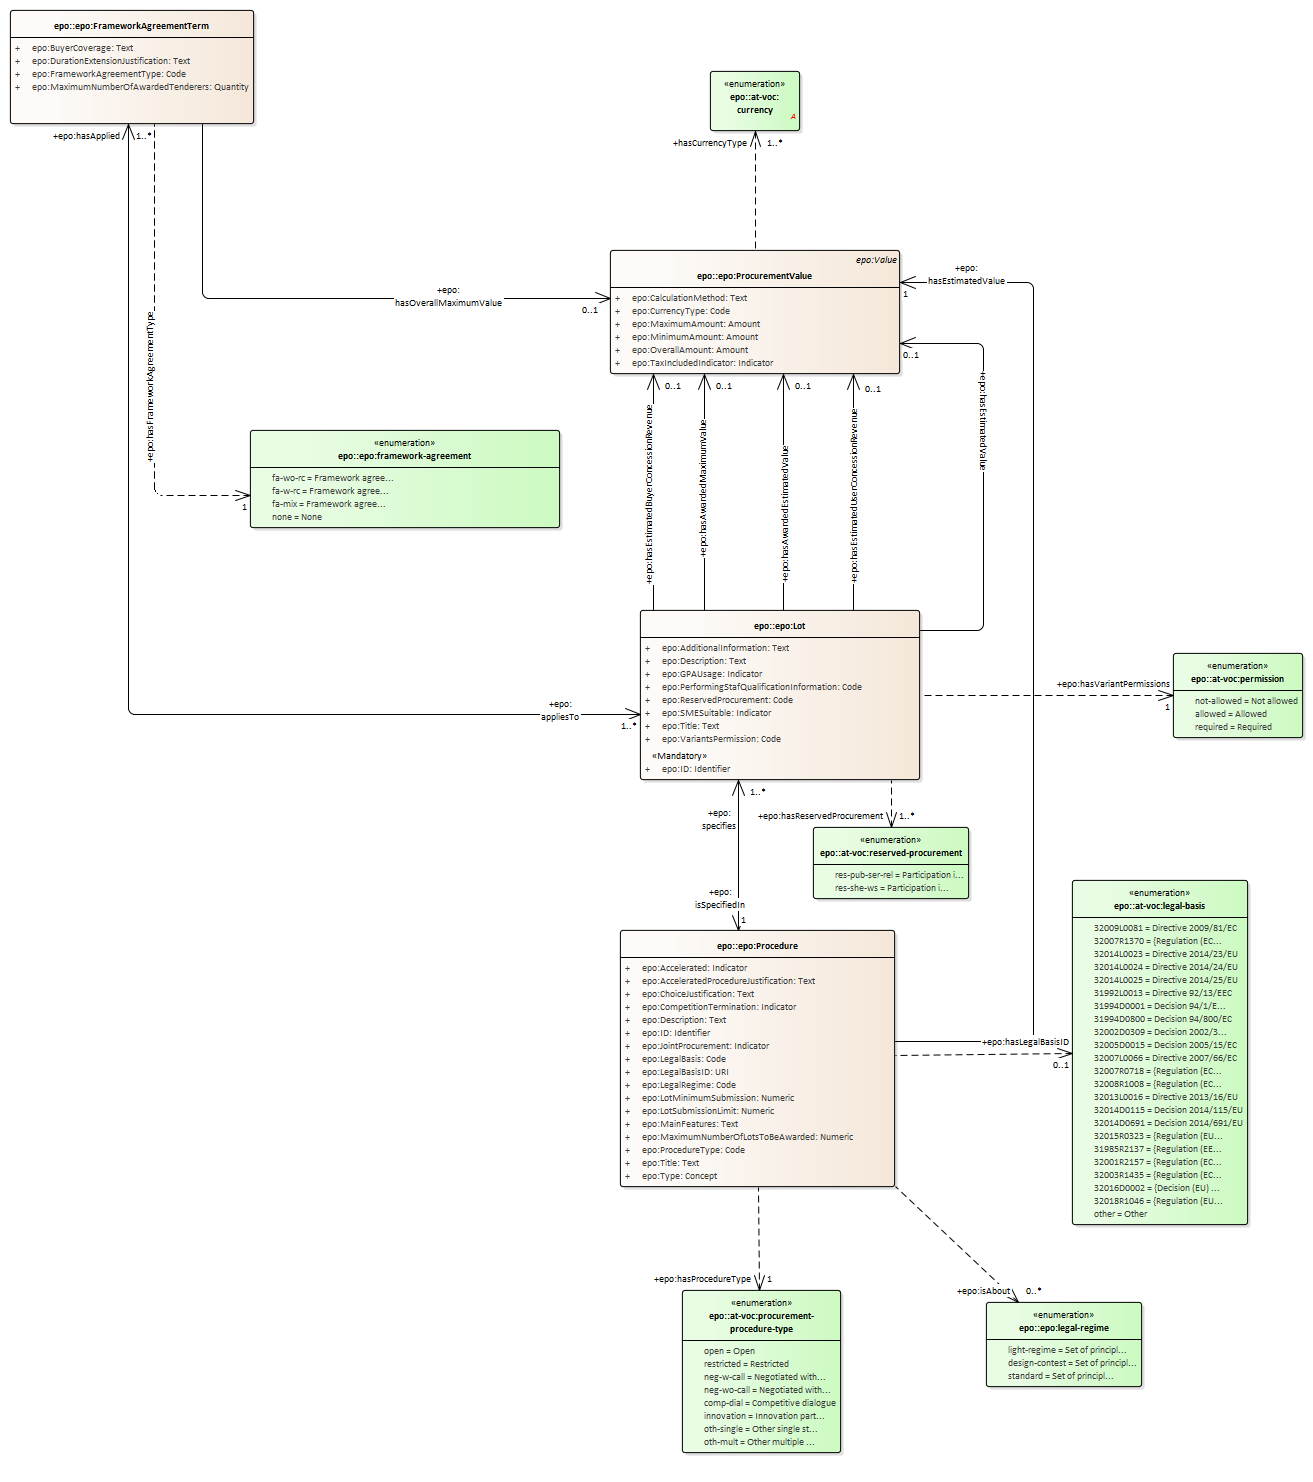 epo::epo:FrameworkAgreementTerm
+ epo:BuyerCoverage: Text
+ epo:DurationExtensionJustification: Text
+ epo:FrameworkAgreementType: Code
+ epo:MaximumNumberOfAwardedTenderers: Quantity
+epo:hasApplied
1..*
«enumeration»
epo::at-voc:
currency
A
+hasCurrencyType
1..*
epo:Value
epo::epo:ProcurementValue
+ epo:CalculationMethod: Text
+ epo:CurrencyType: Code
+ epo:MaximumAmount: Amount
+ epo:MinimumAmount: Amount
+ epo:OverallAmount: Amount
+ epo:TaxIncludedIndicator: Indicator
+epo:
hasEstimatedValue
1
+epo:
hasOverallMaximumValue
0..1
0..1
+epo:hasEstimatedValue
0..1
0..1
0..1
0..1
+epo:hasFrameworkAgreementType
1
«enumeration»
epo::epo:framework-agreement
fa-wo-rc = Framework agree...
fa-w-rc = Framework agree...
fa-mix = Framework agree...
none = None
+epo:hasEstimatedBuyerConcessionRevenue
+epo:hasAwardedMaximumValue
+epo:hasAwardedEstimatedValue
+epo:hasEstimatedUserConcessionRevenue
epo::epo:Lot
+ epo:AdditionalInformation: Text
+ epo:Description: Text
+ epo:GPAUsage: Indicator
+ epo:PerformingStafQualificationInformation: Code
+ epo:ReservedProcurement: Code
+ epo:SMESuitable: Indicator
+ epo:Title: Text
+ epo:VariantsPermission: Code
«Mandatory»
+ epo:ID: Identifier
+epo:
appliesTo
1..*
+epo:hasVariantPermissions
1
«enumeration»
epo::at-voc:permission
not-allowed = Not allowed
allowed = Allowed
required = Required
1..*
+epo:
specifies
+epo:hasReservedProcurement
1..*
«enumeration»
epo::at-voc:reserved-procurement
res-pub-ser-rel = Participation i...
res-she-ws = Participation i...
+epo:
isSpecifiedIn
1
epo::epo:Procedure
+ epo:Accelerated: Indicator
+ epo:AcceleratedProcedureJustification: Text
+ epo:ChoiceJustification: Text
+ epo:CompetitionTermination: Indicator
+ epo:Description: Text
+ epo:ID: Identifier
+ epo:JointProcurement: Indicator
+ epo:LegalBasis: Code
+ epo:LegalBasisID: URI
+ epo:LegalRegime: Code
+ epo:LotMinimumSubmission: Numeric
+ epo:LotSubmissionLimit: Numeric
+ epo:MainFeatures: Text
+ epo:MaximumNumberOfLotsToBeAwarded: Numeric
+ epo:ProcedureType: Code
+ epo:Title: Text
+ epo:Type: Concept
+epo:hasLegalBasisID
0..1
«enumeration»
epo::at-voc:legal-basis
32009L0081 = Directive 2009/81/EC
32007R1370 = {Regulation (EC...
32014L0023 = Directive 2014/23/EU
32014L0024 = Directive 2014/24/EU
32014L0025 = Directive 2014/25/EU
31992L0013 = Directive 92/13/EEC
31994D0001 = Decision 94/1/E...
31994D0800 = Decision 94/800/EC
32002D0309 = Decision 2002/3...
32005D0015 = Decision 2005/15/EC
32007L0066 = Directive 2007/66/EC
32007R0718 = {Regulation (EC...
32008R1008 = {Regulation (EC...
32013L0016 = Directive 2013/16/EU
32014D0115 = Decision 2014/115/EU
32014D0691 = Decision 2014/691/EU
32015R0323 = {Regulation (EU...
31985R2137 = {Regulation (EE...
32001R2157 = {Regulation (EC...
32003R1435 = {Regulation (EC...
32016D0002 = {Decision (EU) ...
32018R1046 = {Regulation (EU...
other = Other
+epo:hasProcedureType
1
«enumeration»
epo::at-voc:procurement-
procedure-type
open = Open
restricted = Restricted
neg-w-call = Negotiated with...
neg-wo-call = Negotiated with...
comp-dial = Competitive dialogue
innovation = Innovation part...
oth-single = Other single st...
oth-mult = Other multiple ...
+epo:isAbout
0..*
«enumeration»
epo::epo:legal-regime
light-regime = Set of principl...
design-contest = Set of principl...
standard = Set of principl...